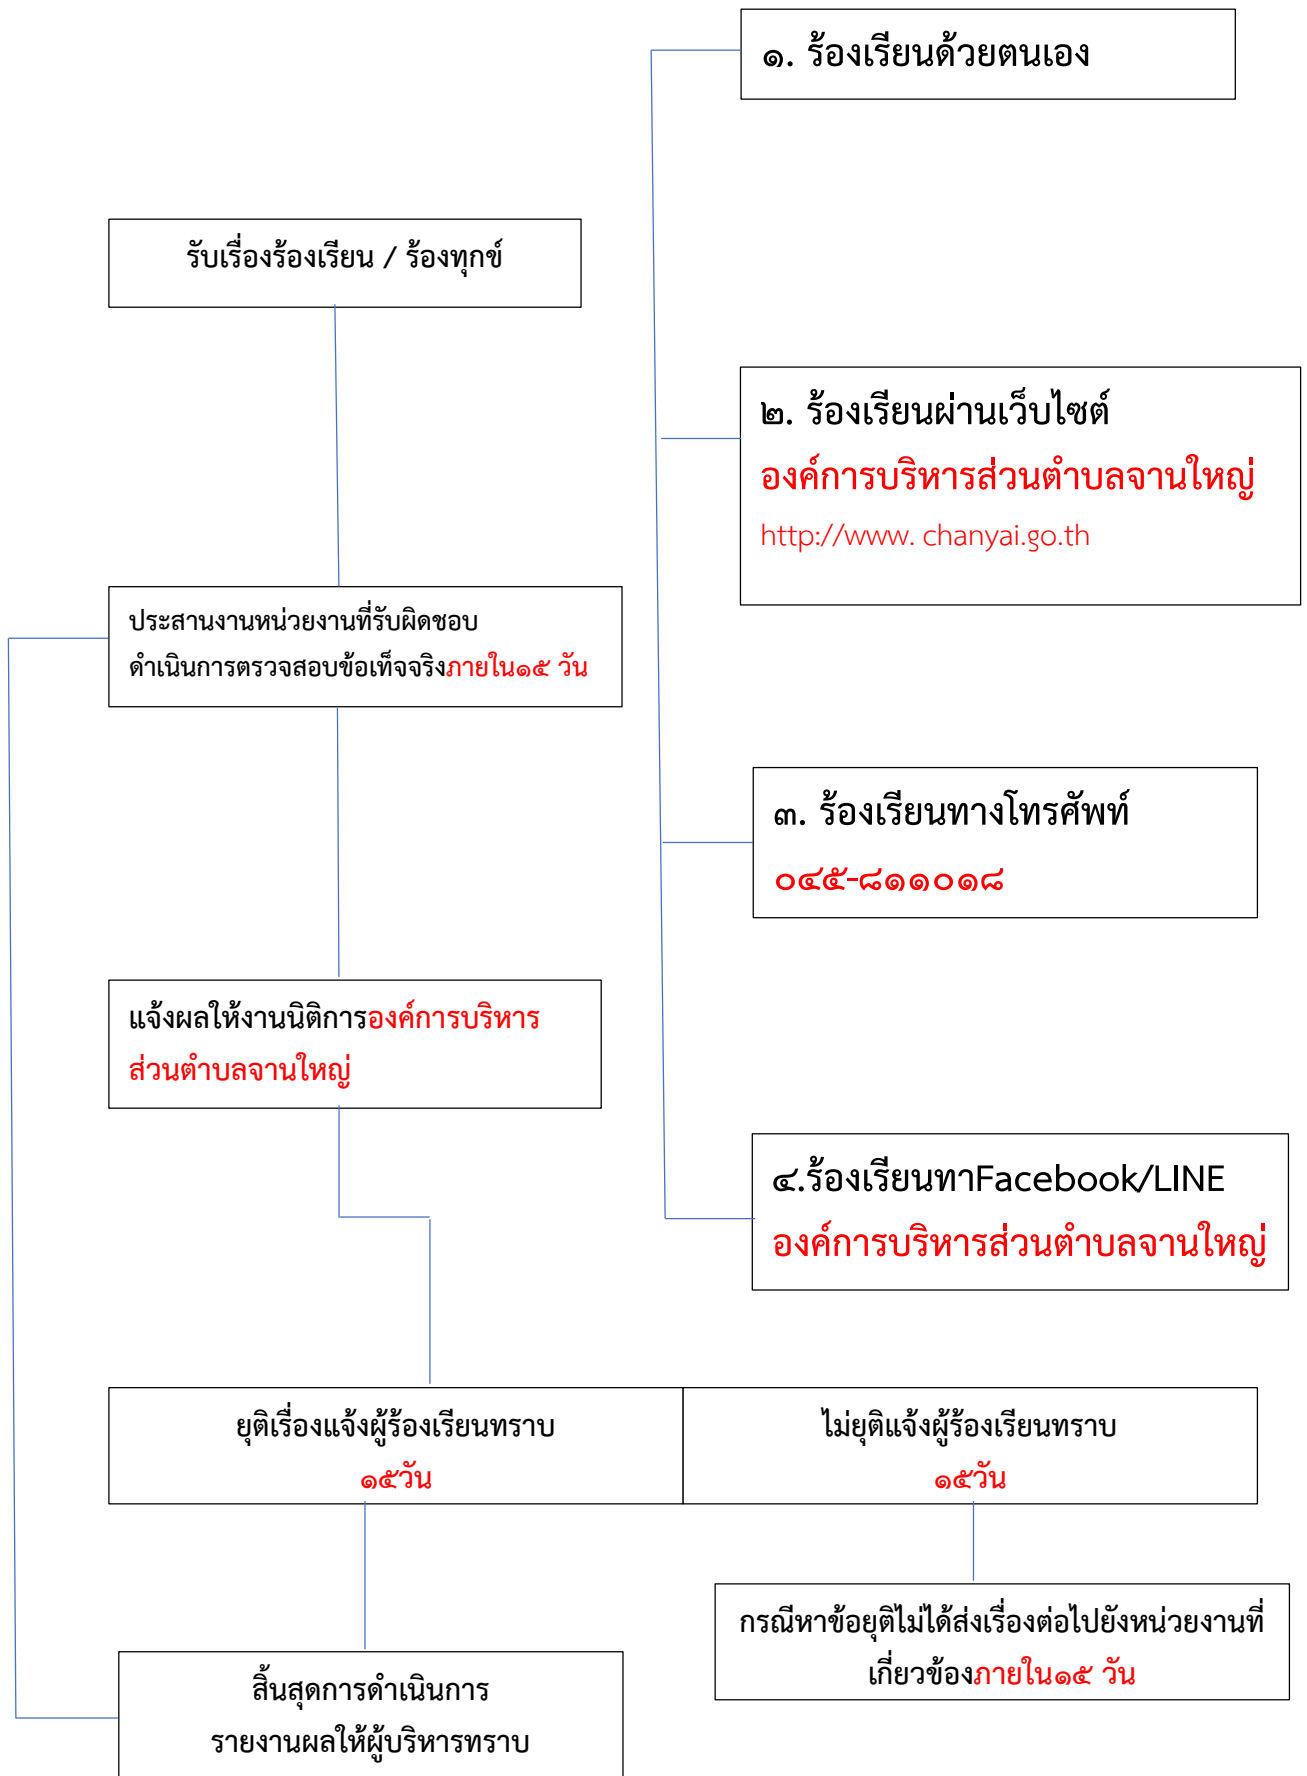 ๑. ร้องเรียนด้วยตนเอง
รับเรื่องร้องเรียน / ร้องทุกข์
๒. ร้องเรียนผ่านเว็บไซต์
องค์การบริหารส่วนตำบลจานใหญ่
http://www. chanyai.go.th
ประสานงานหน่วยงานที่รับผิดชอบ
ดำเนินการตรวจสอบข้อเท็จจริงภายใน๑๕ วัน
๓. ร้องเรียนทางโทรศัพท์
๐๔๕-๘๑๑๐๑๘
แจ้งผลให้งานนิติการองค์การบริหาร
ส่วนตำบลจานใหญ่
๔.ร้องเรียนทาFacebook/LINE
องค์การบริหารส่วนตำบลจานใหญ่
ยุติเรื่องแจ้งผู้ร้องเรียนทราบ
๑๕วัน
ไม่ยุติแจ้งผู้ร้องเรียนทราบ
๑๕วัน
กรณีหาข้อยุติไม่ได้ส่งเรื่องต่อไปยังหน่วยงานที่
เกี่ยวข้องภายใน๑๕ วัน
สิ้นสุดการดำเนินการ
รายงานผลให้ผู้บริหารทราบ